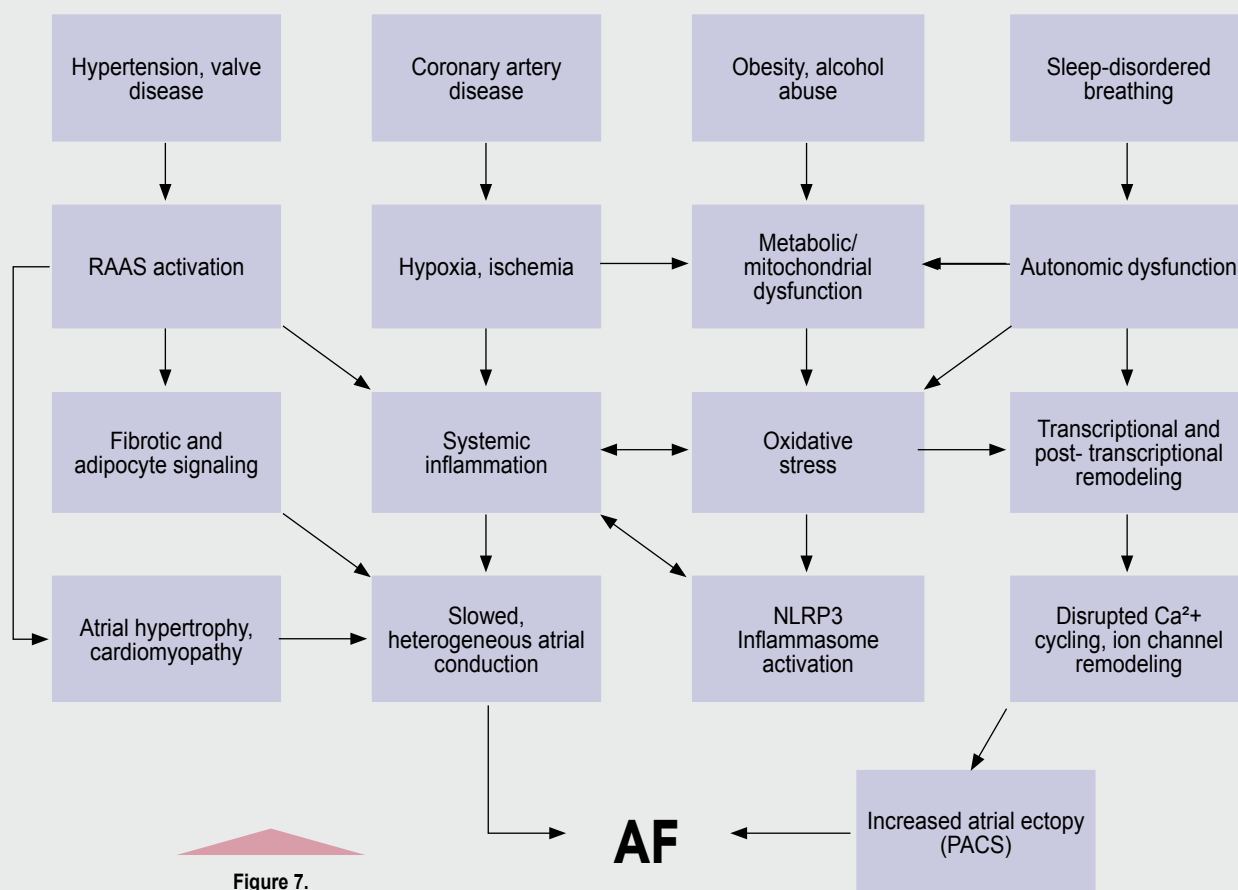 Hypertension, valve
disease
Coronary artery
disease
Obesity, alcohol
abuse
Sleep-disordered
breathing
RAAS activation
Hypoxia, ischemia
Metabolic/
mitochondrial
dysfunction
Autonomic dysfunction
Fibrotic and
adipocyte signaling
Systemic
inflammation
Oxidative
stress
Transcriptional and
post- transcriptional
remodeling
Atrial hypertrophy,
cardiomyopathy
Slowed,
heterogeneous atrial
conduction
NLRP3
Inflammasome
activation
Disrupted Ca²+
cycling, ion channel
remodeling
Increased atrial ectopy
(PACS)
AF
Figure 7.